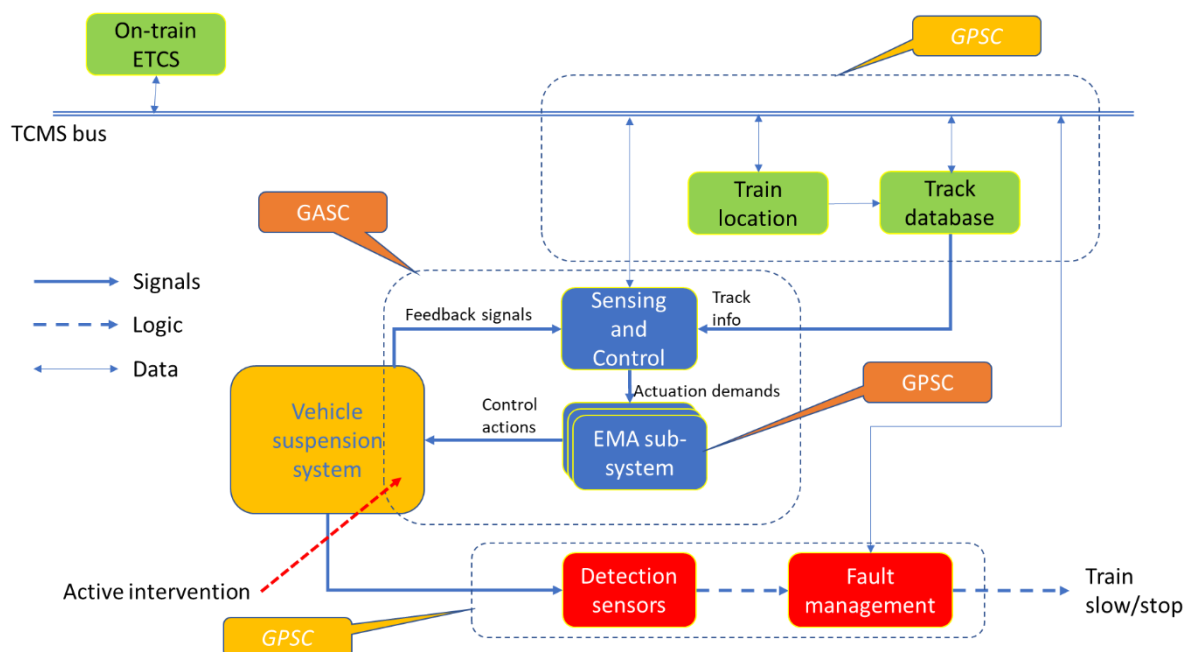 On-train
ETCS
GPSC
TCMS bus
Train
location
Track
database
GASC
Signals
Logic
Data
Feedback signals
Sensing
and
Control
Track
info
Actuation demands
GPSC
Vehicle
suspension
system
Control
actions
EMA sub-
system
Active intervention
Detection
sensors
Fault
management
Train
slow/stop
GPSC